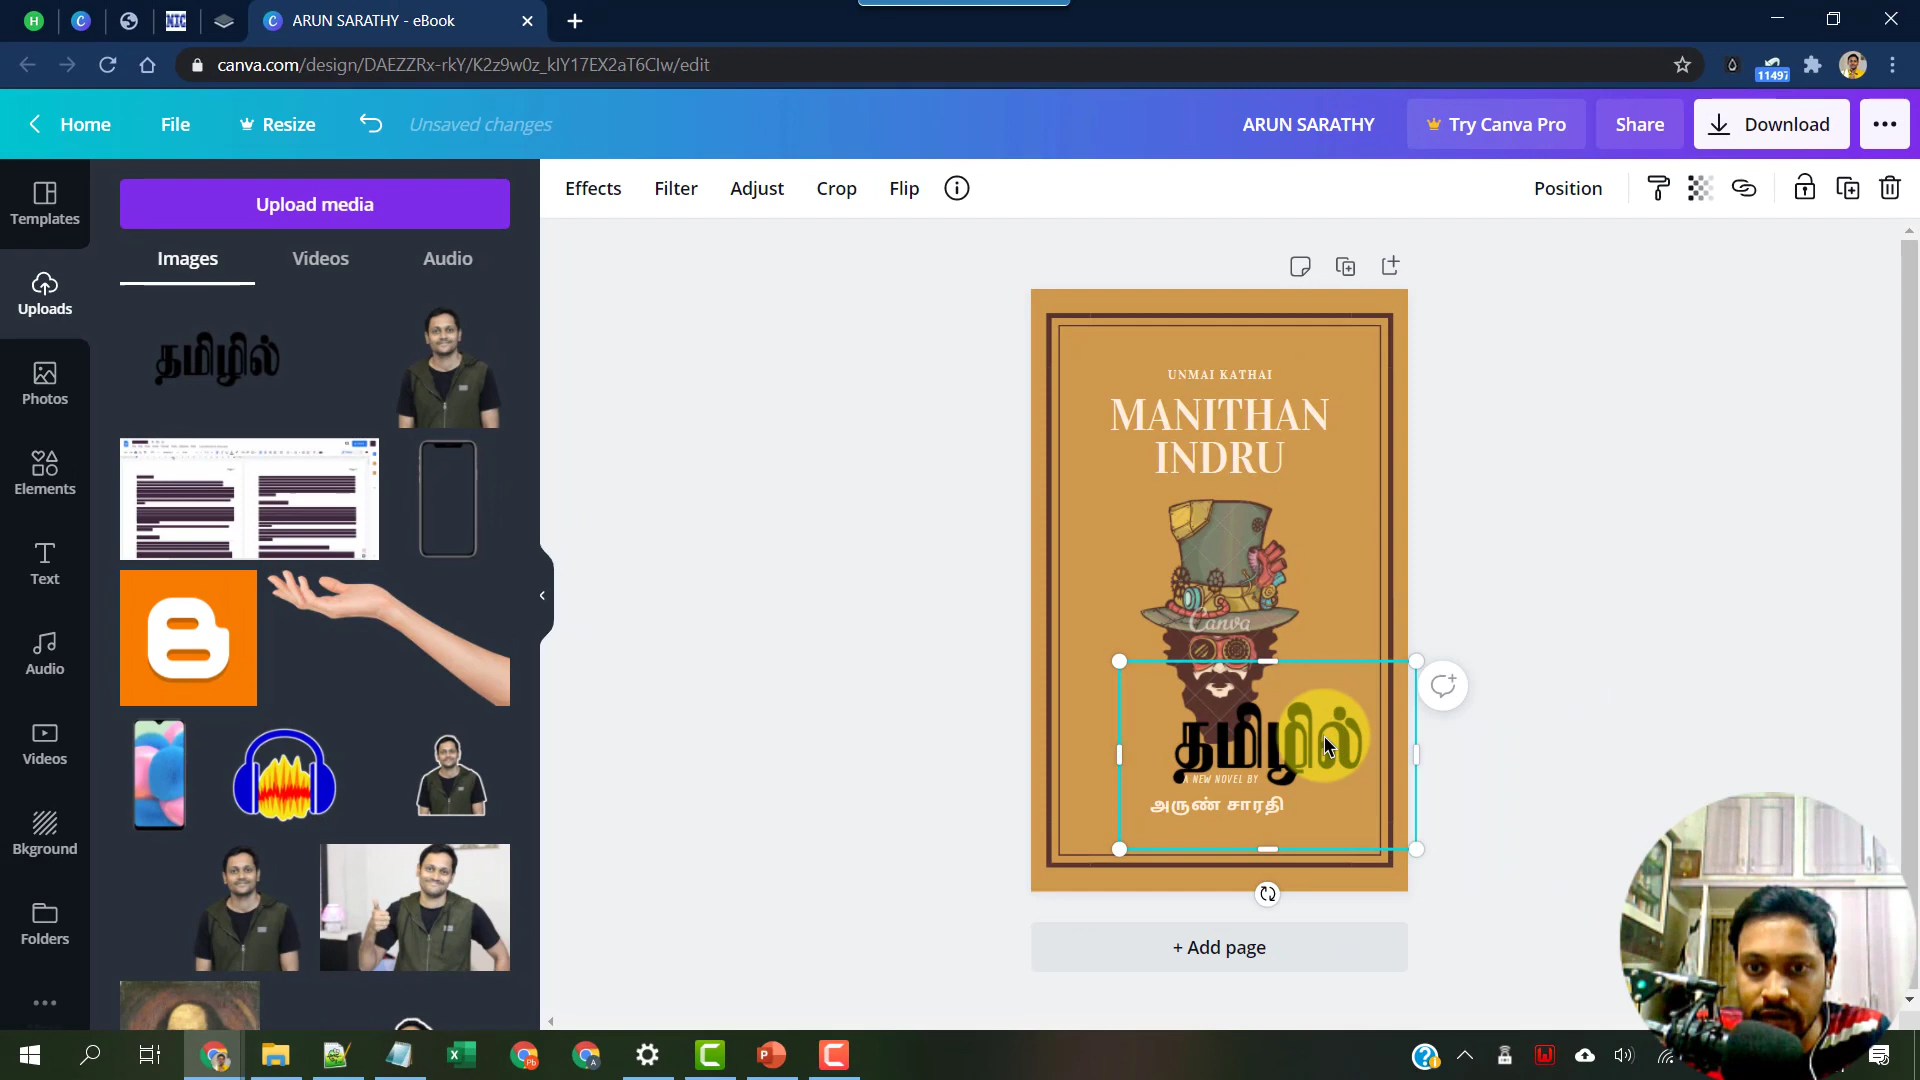 ARUN SARATHY - eBook
canva.com/design/DAEZZRx-rkY/K2z9w0z_kIY17EX2aT6CIw/edit
11497
Home File Resize Unsaved changes ARUN SARATHY Try Canva Pro Share Download
Effects Filter Adjust Crop Flip Position
Templates
Uploads
Photos
Elements
Text
Audio
Videos
Bkground
Folders
Upload media
Images Videos Audio
தமிழில்
UNMAI KATHAI
MANITHAN
INDRU
Canva
தமிழில்
A NEW NOVEL BY
அருண் சாரதி
+ Add page